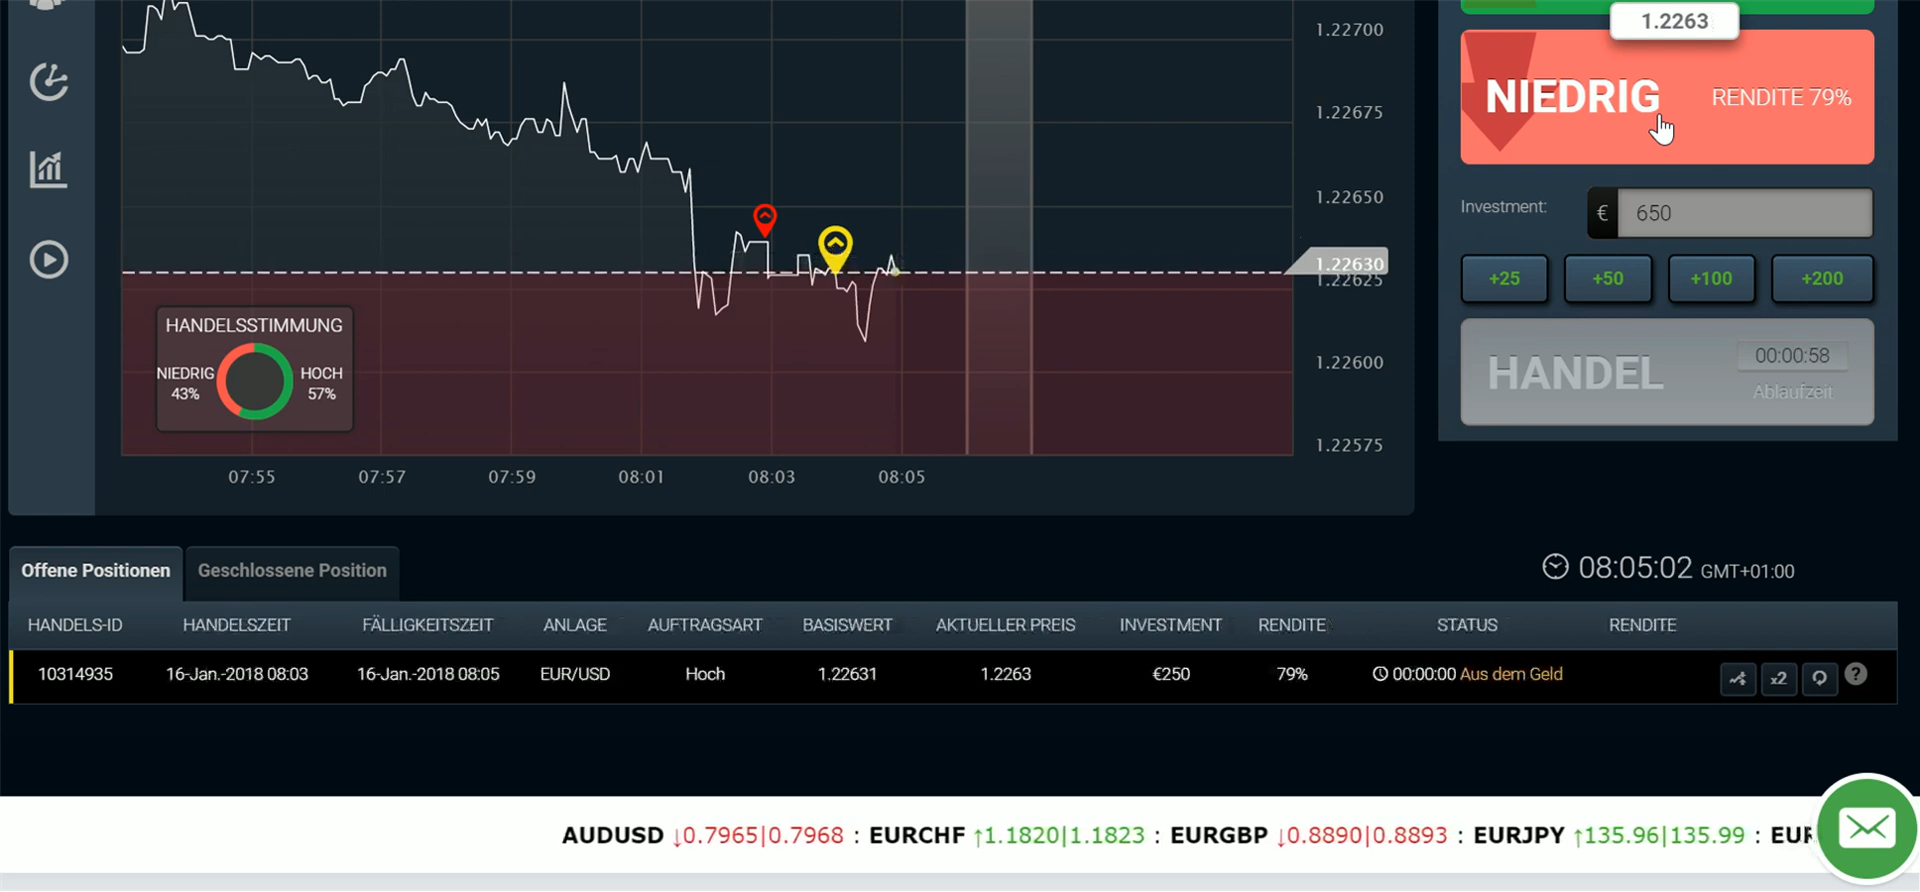 1.22700
1.22675
1.22650
1.22630
1.22625
1.22600
1.22575
HANDELSSTIMMUNG
NIEDRIG
43%
HOCH
57%
07:55 07:57 07:59 08:01 08:03 08:05
1.2263
NIEDRIG RENDITE 79%
Investment: € 650
+25 +50 +100 +200
HANDEL 00:00:58
Ablaufzeit
Offene Positionen Geschlossene Position
08:05:02 GMT+01:00
HANDELS-ID HANDELSZEIT FÄLLIGKEITSZEIT ANLAGE AUFTRAGSART BASISWERT AKTUELLER PREIS INVESTMENT RENDITE STATUS RENDITE
10314935 16-Jan.-2018 08:03 16-Jan.-2018 08:05 EUR/USD Hoch 1.22631 1.2263 €250 79% 00:00:00 Aus dem Geld x2 ?
AUDUSD ↓0.7965|0.7968 : EURCHF ↑1.1820|1.1823 : EURGBP ↓0.8890|0.8893 : EURJPY ↑135.96|135.99 : EUR